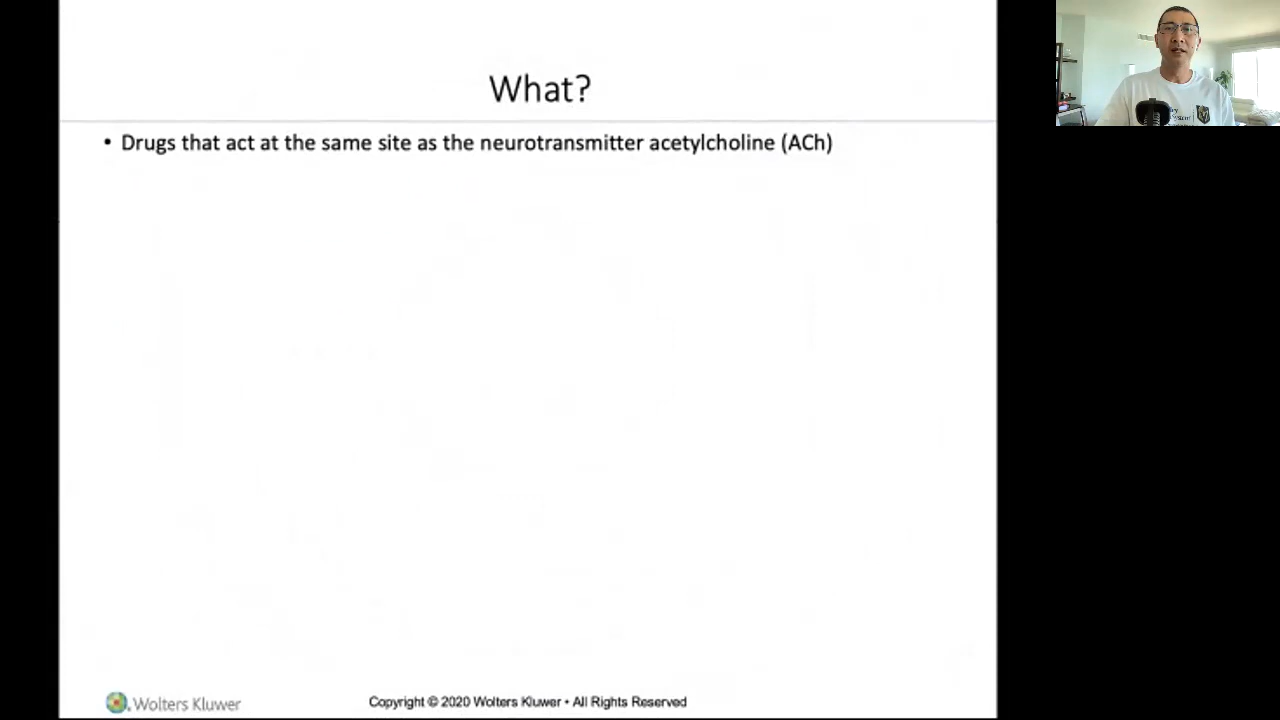 What?
• Drugs that act at the same site as the neurotransmitter acetylcholine (ACh)
Wolters Kluwer
Copyright © 2020 Wolters Kluwer • All Rights Reserved